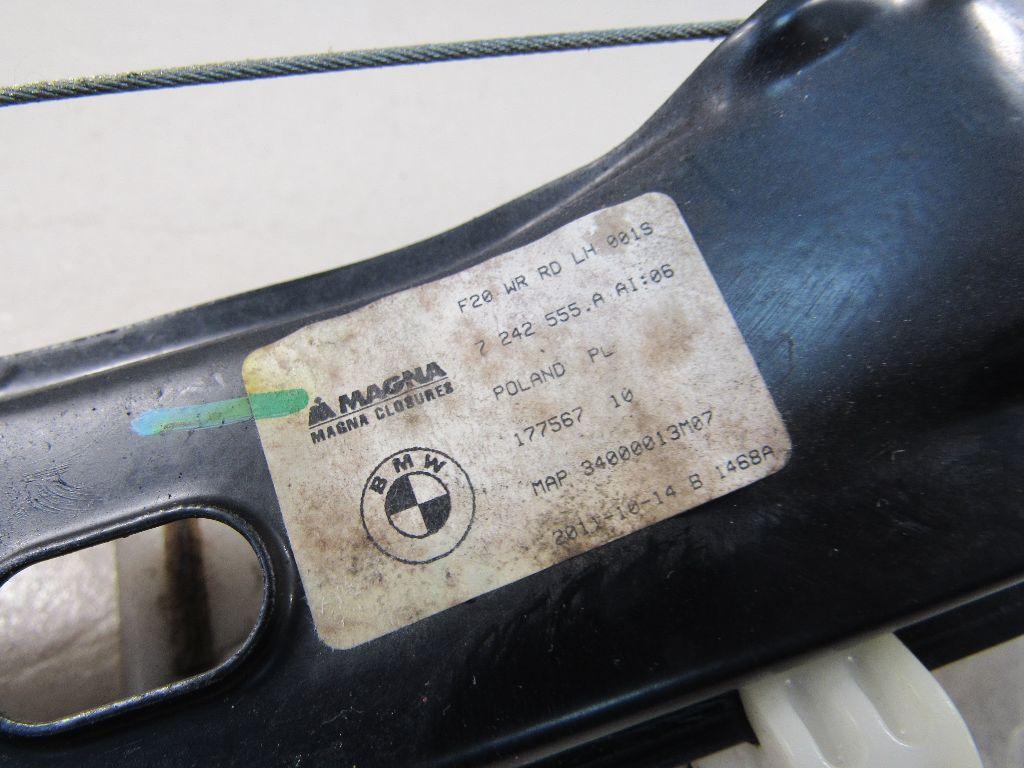 F20 WR RD LH 001S
7 242 555.A AI:06
MAGNA
MAGNA CLOSURES
POLAND PL
177567 10
BMW
MAP 34000013M07
2011-10-14 B 1468A